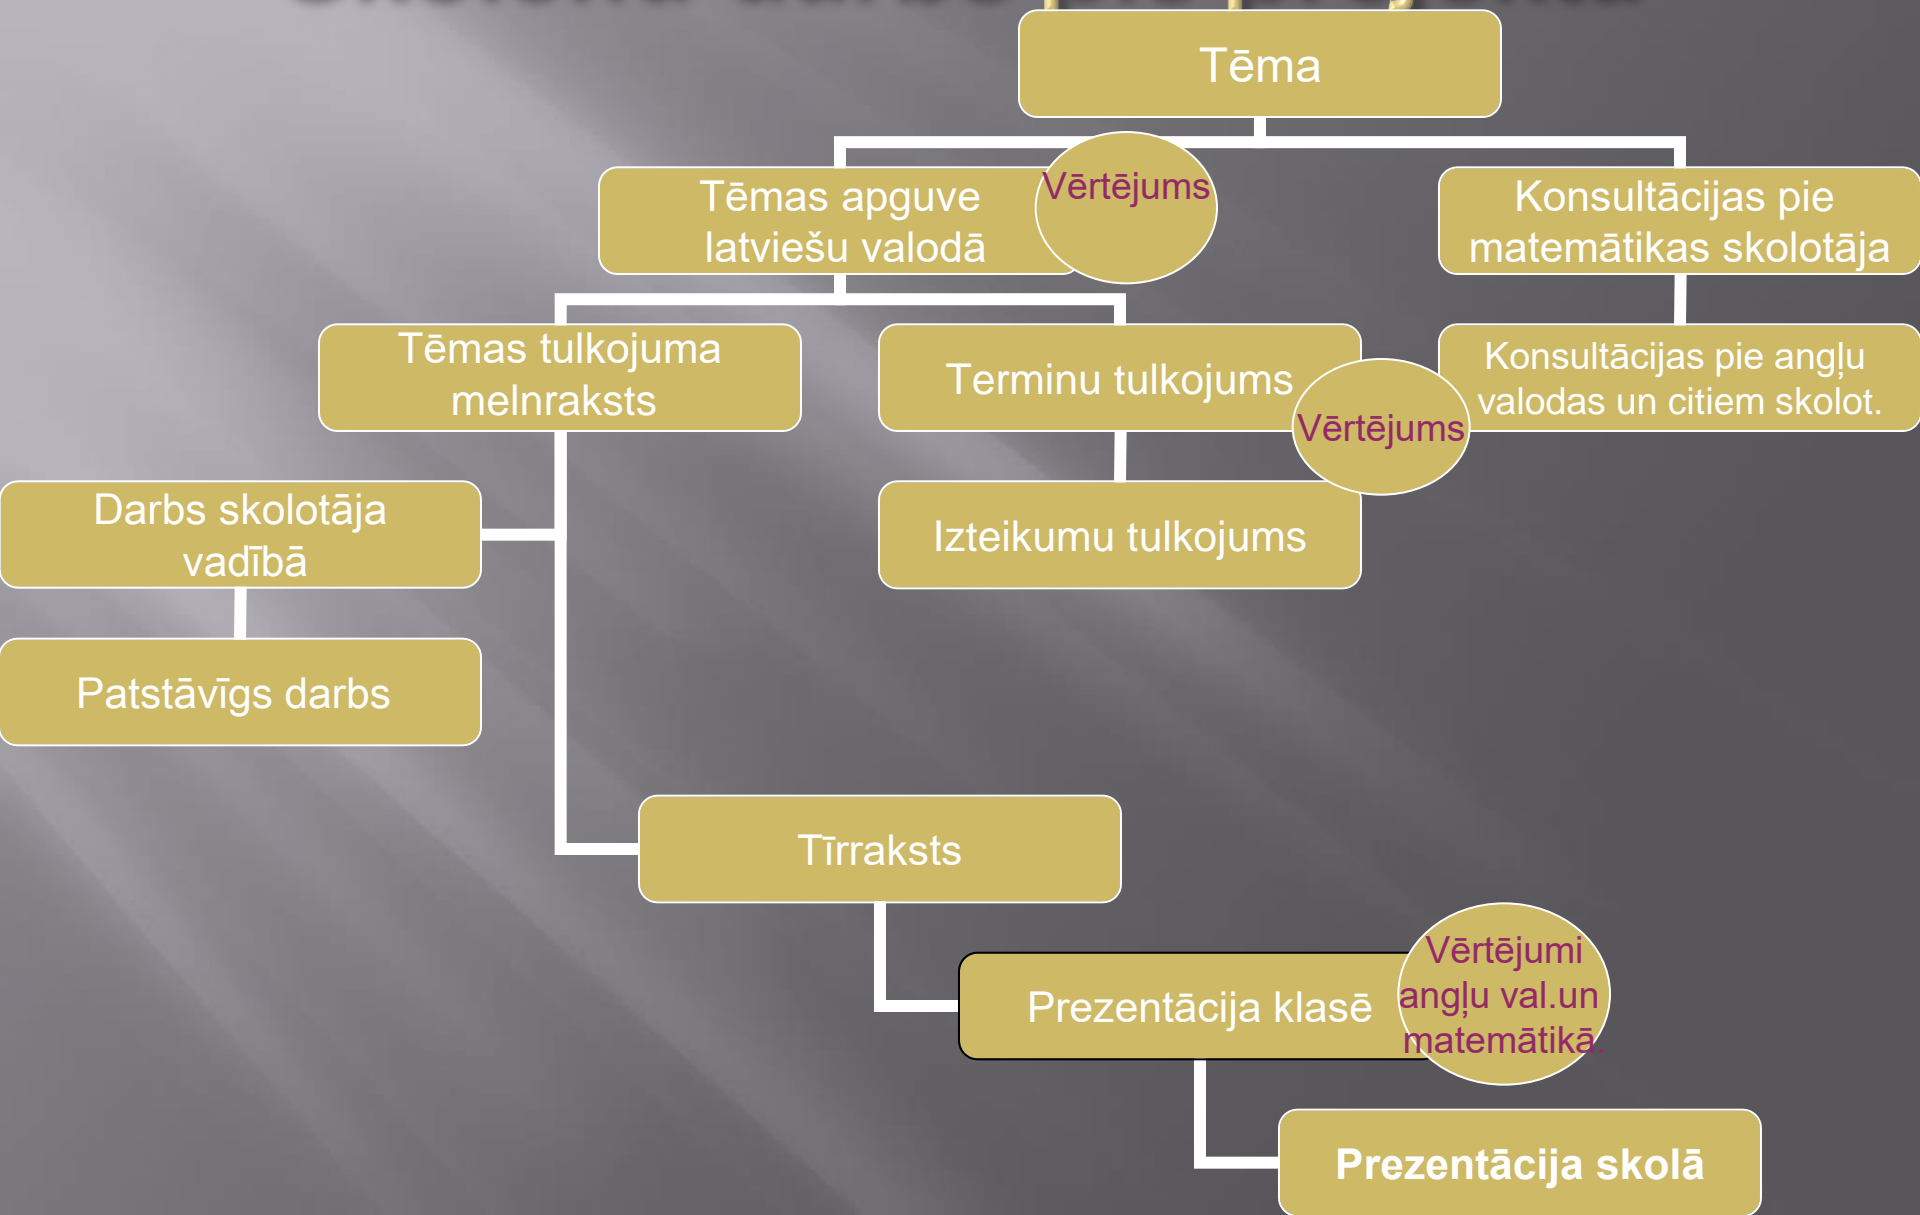 Tēma
Tēmas apguve
latviešu valodā
Vērtējums
Konsultācijas pie
matemātikas skolotāja
Tēmas tulkojuma
melnraksts
Terminu tulkojums
Vērtējums
Konsultācijas pie angļu
valodas un citiem skolot.
Darbs skolotāja
vadībā
Izteikumu tulkojums
Patstāvīgs darbs
Tīrraksts
Prezentācija klasē
Vērtējumi
angļu val.un
matemātikā.
Prezentācija skolā